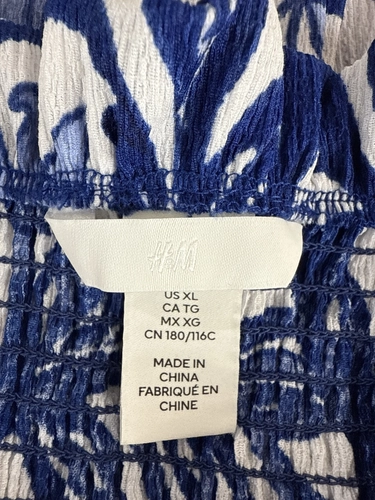 H&M
US XL
CA TG
MX XG
CN 180/116C
MADE IN
CHINA
FABRIQUÉ EN
CHINE